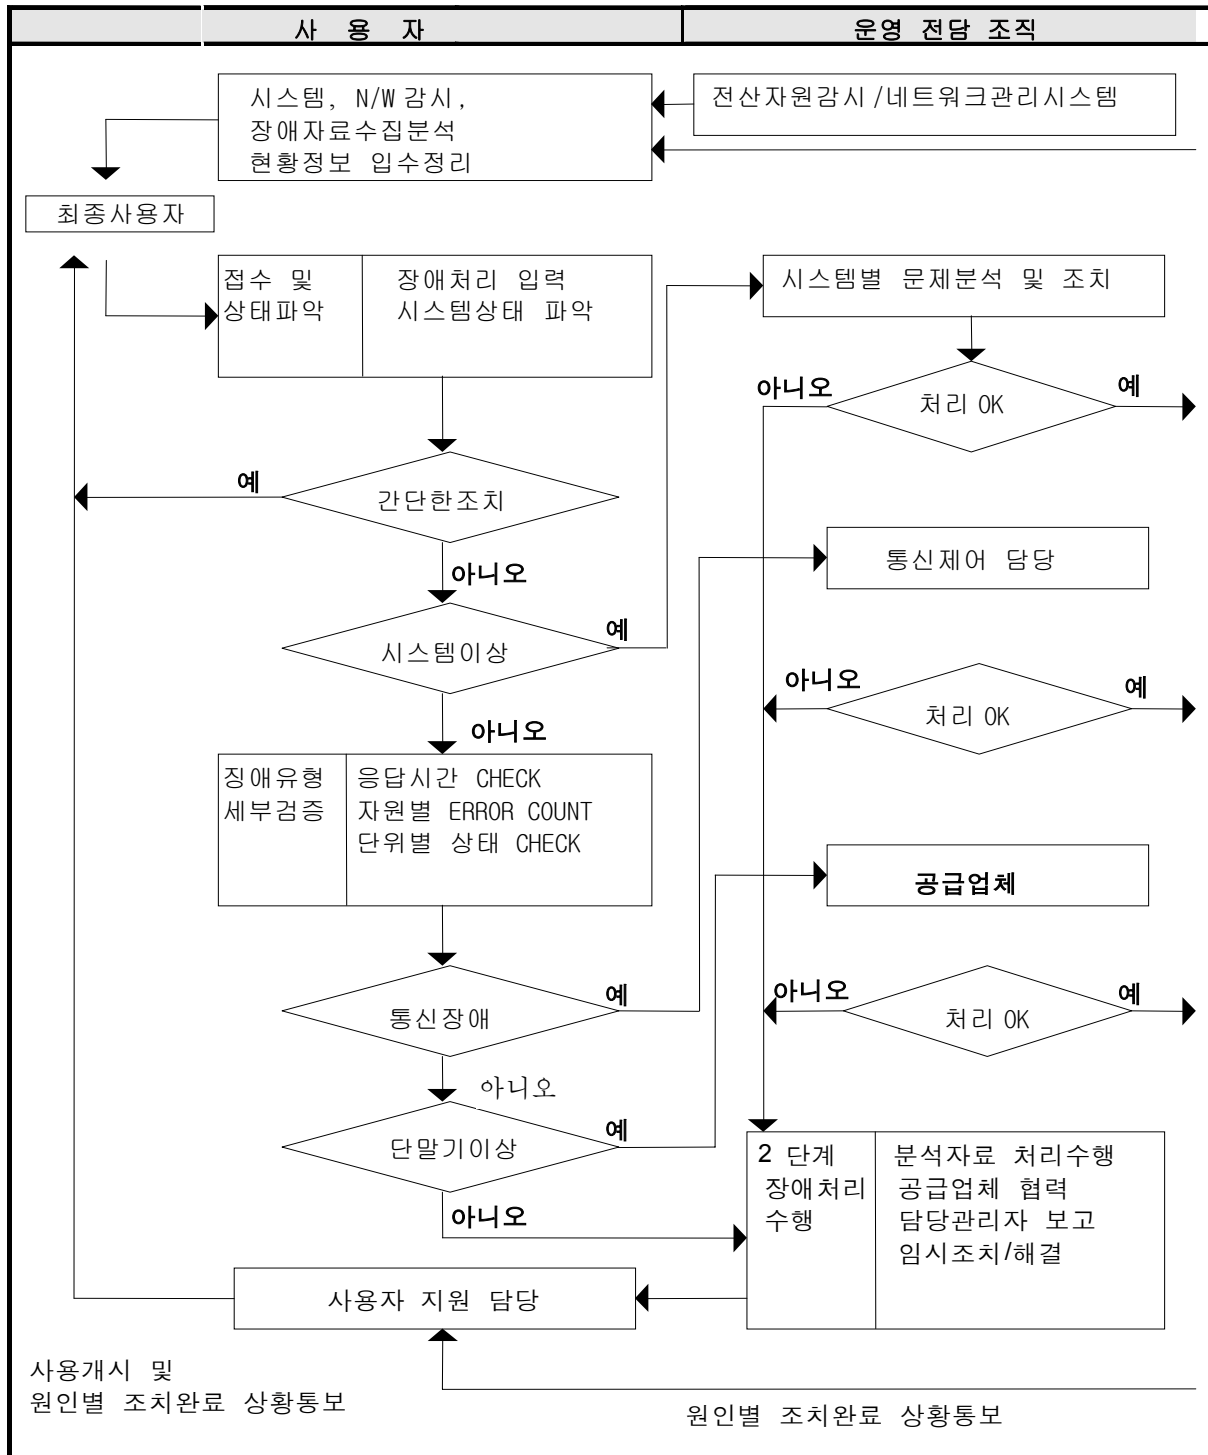 사 용 자
운영 전담 조직
시스템, N/W 감시,
장애자료수집분석
현황정보 입수정리
전산자원감시/네트워크관리시스템
최종사용자
접수 및
상태파악
장애처리 입력
시스템상태 파악
시스템별 문제분석 및 조치
아니오
처리 OK
예
예
간단한조치
아니오
통신제어 담당
시스템이상
예
아니오
처리 OK
예
아니오
징애유형
세부검증
응답시간 CHECK
자원별 ERROR COUNT
단위별 상태 CHECK
공급업체
통신장애
예
아니오
처리 OK
예
아니오
단말기이상
예
아니오
2 단계
장애처리
수행
분석자료 처리수행
공급업체 협력
담당관리자 보고
임시조치/해결
사용자 지원 담당
사용개시 및
원인별 조치완료 상황통보
원인별 조치완료 상황통보